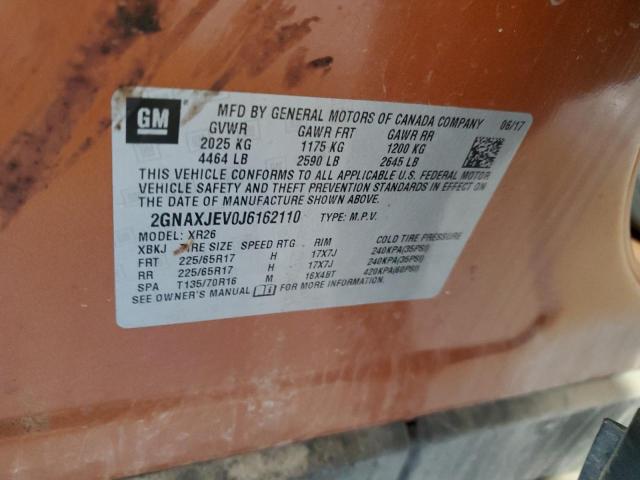 GM
MFD BY GENERAL MOTORS OF CANADA COMPANY 06/17
GVWR GAWR FRT GAWR RR
2025 KG 1175 KG 1200 KG
4464 LB 2590 LB 2645 LB
THIS VEHICLE CONFORMS TO ALL APPLICABLE U.S. FEDERAL MOTOR
VEHICLE SAFETY AND THEFT PREVENTION STANDARDS IN EFFECT ON
THE DATE OF MANUFACTURE SHOWN ABOVE.
2GNAXJEV0J6162110 TYPE: M.P.V.
MODEL: XR26
XBKJ SIZE SPEED RTG RIM COLD TIRE PRESSURE
FRT 225/65R17 H 17X7J 240KPA(35PSI)
RR 225/65R17 H 17X7J 240KPA(35PSI)
SPA T135/70R16 M 16X4BT 420KPA(60PSI)
SEE OWNER'S MANUAL FOR MORE INFORMATION.